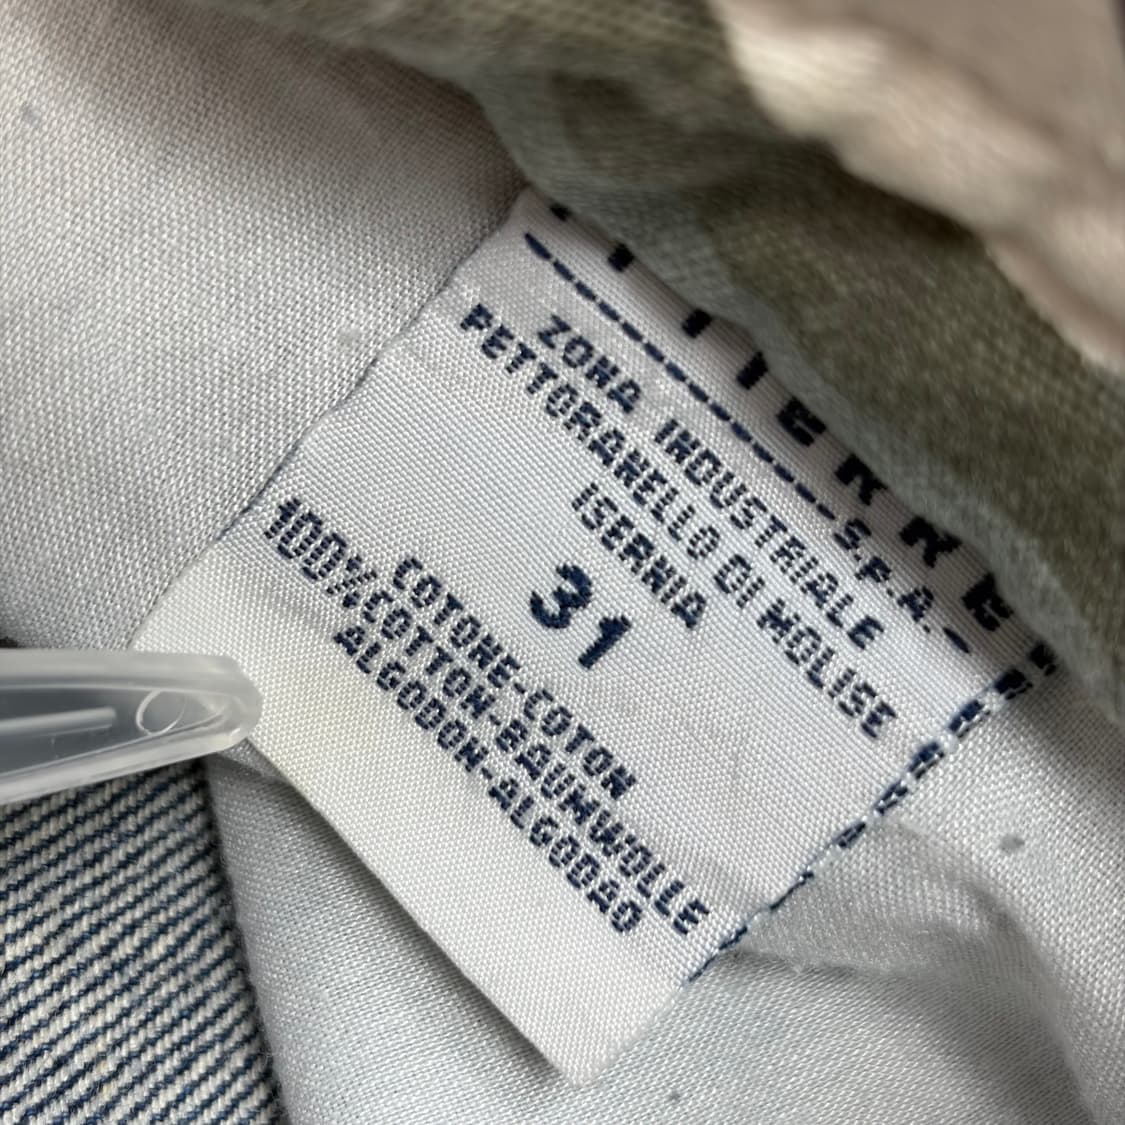 S.P.A.
ZONA INDUSTRIALE
PETTORANELLO DI MOLISE
ISERNIA
31
COTONE-COTON
100%COTTON-BAUMWOLLE
ALGODON-ALGODAO